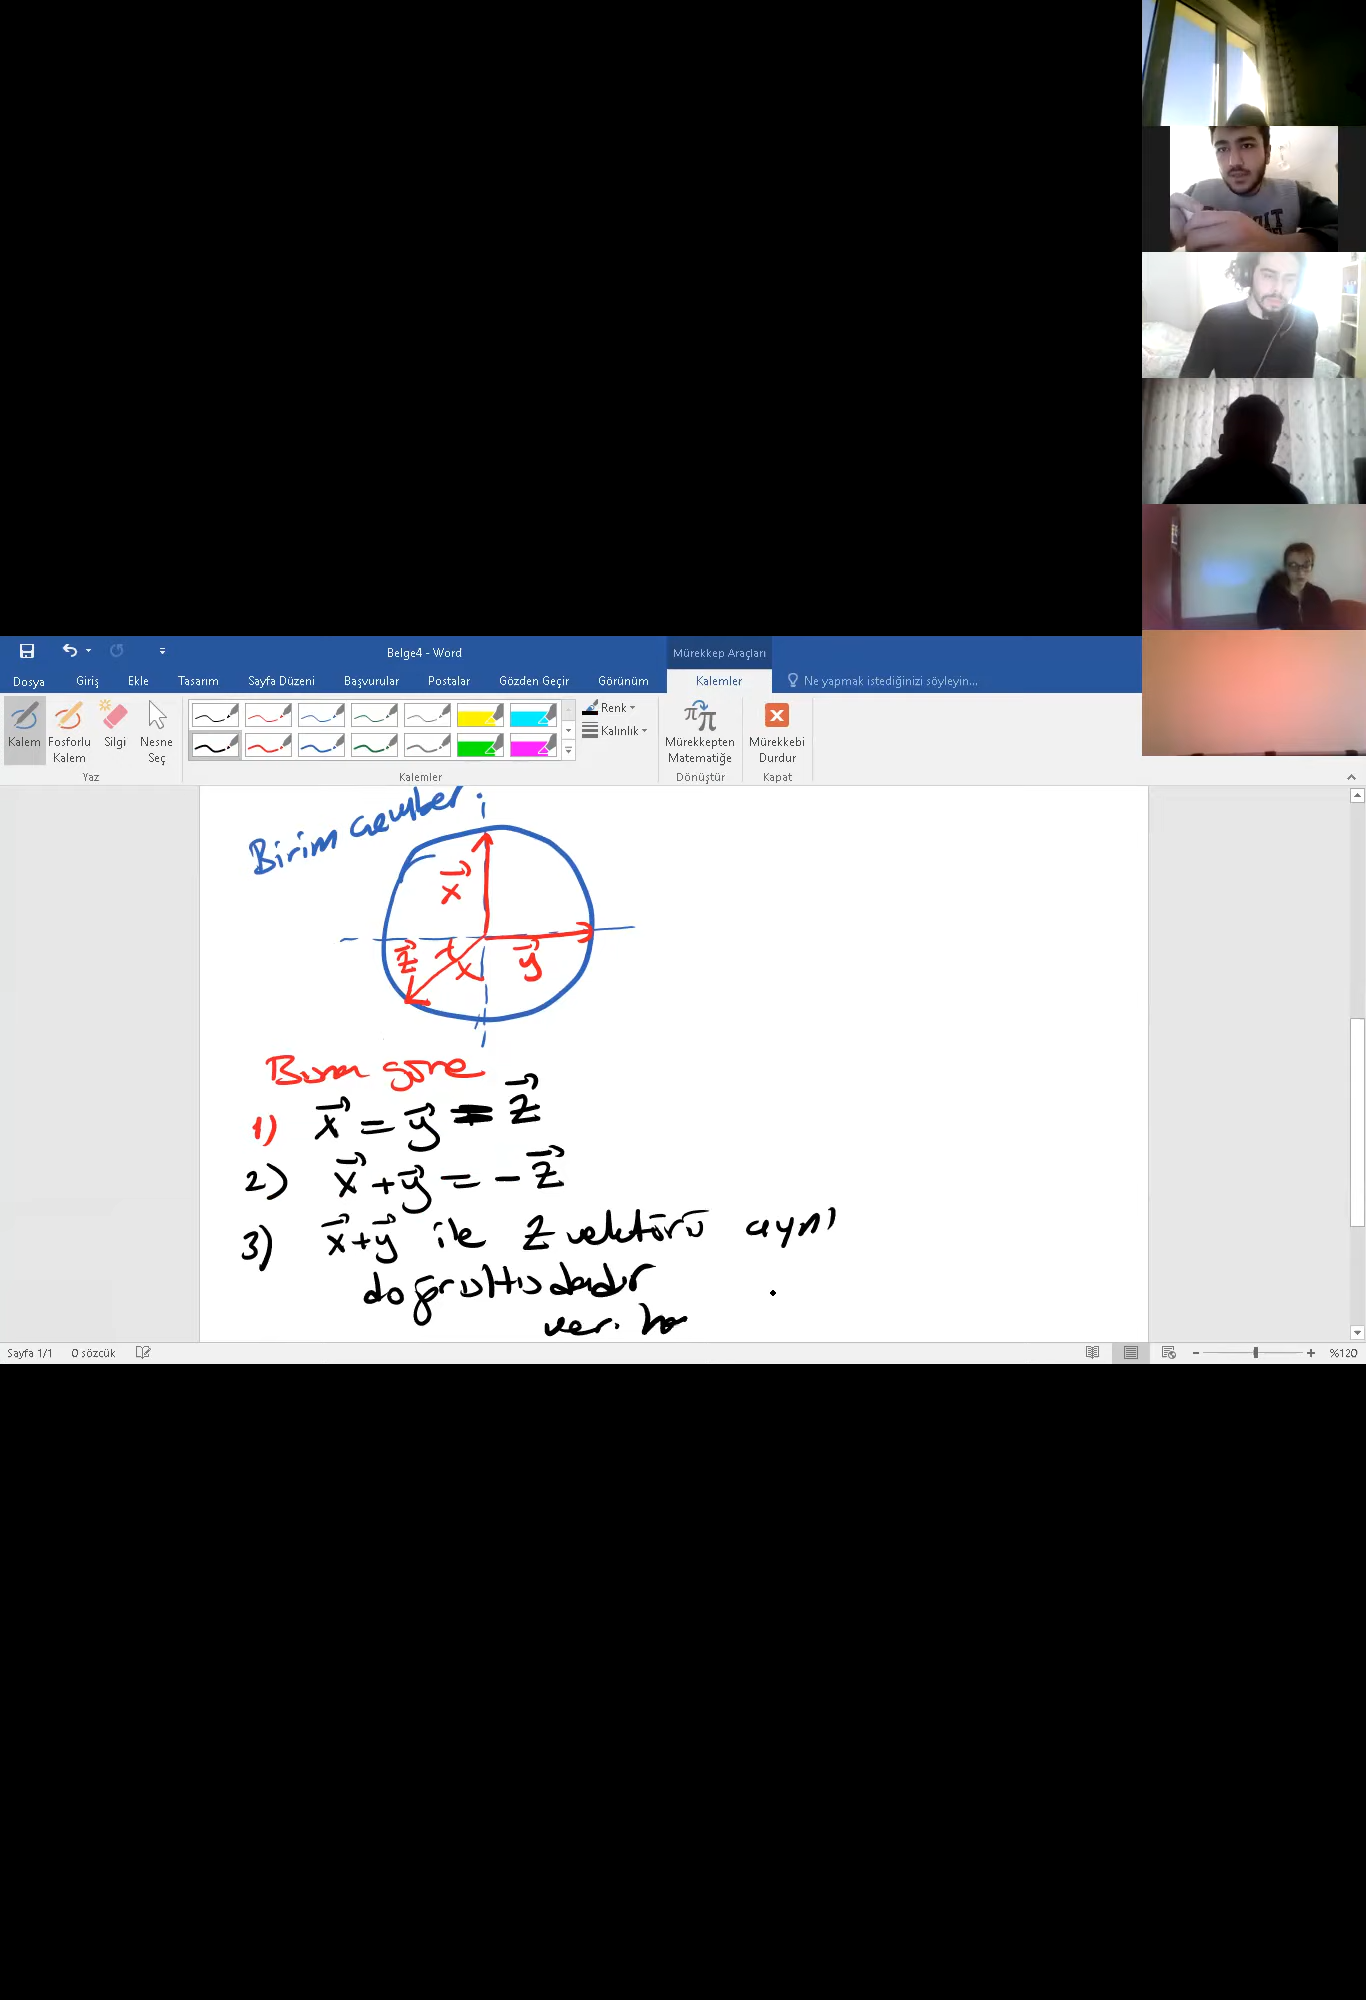 Belge4 - Word
Mürekkep Araçları
Dosya Giriş Ekle Tasarım Sayfa Düzeni Başvurular Postalar Gözden Geçir Görünüm Kalemler Ne yapmak istediğinizi söyleyin...
Kalem Fosforlu Kalem Silgi Nesne Seç
Renk
Kalınlık
Mürekkepten Matematiğe
Mürekkebi Durdur
Yaz Kalemler Dönüştür Kapat
Birim
x
z
y
göre
1) x = y = z
2) x + y = - z
3) x+y ile z vektörü aynı
doğrultudadır
Sayfa 1/1 0 sözcük %120